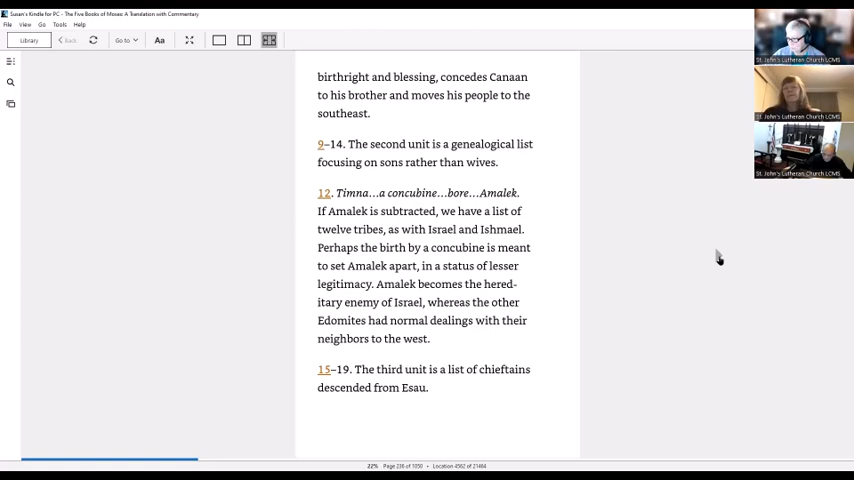 Susan's Kindle for PC - The Five Books of Moses: A Translation with Commentary
File View Go Tools Help
Library
Back
Go to
Aa
birthright and blessing, concedes Canaan
to his brother and moves his people to the
southeast.
9–14. The second unit is a genealogical list
focusing on sons rather than wives.
12. Timna…a concubine…bore…Amalek.
If Amalek is subtracted, we have a list of
twelve tribes, as with Israel and Ishmael.
Perhaps the birth by a concubine is meant
to set Amalek apart, in a status of lesser
legitimacy. Amalek becomes the hered-
itary enemy of Israel, whereas the other
Edomites had normal dealings with their
neighbors to the west.
15–19. The third unit is a list of chieftains
descended from Esau.
22% Page 236 of 1050 • Location 4562 of 21464
St. John's Lutheran Church LCMS
St. John's Lutheran Church LCMS
St. John's Lutheran Church LCMS